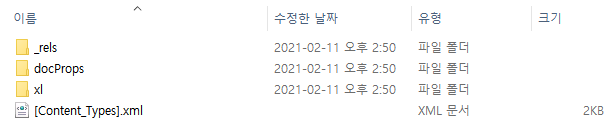 이름 수정한 날짜 유형 크기
_rels 2021-02-11 오후 2:50 파일 폴더
docProps 2021-02-11 오후 2:50 파일 폴더
xl 2021-02-11 오후 2:50 파일 폴더
[Content_Types].xml XML 문서 2KB